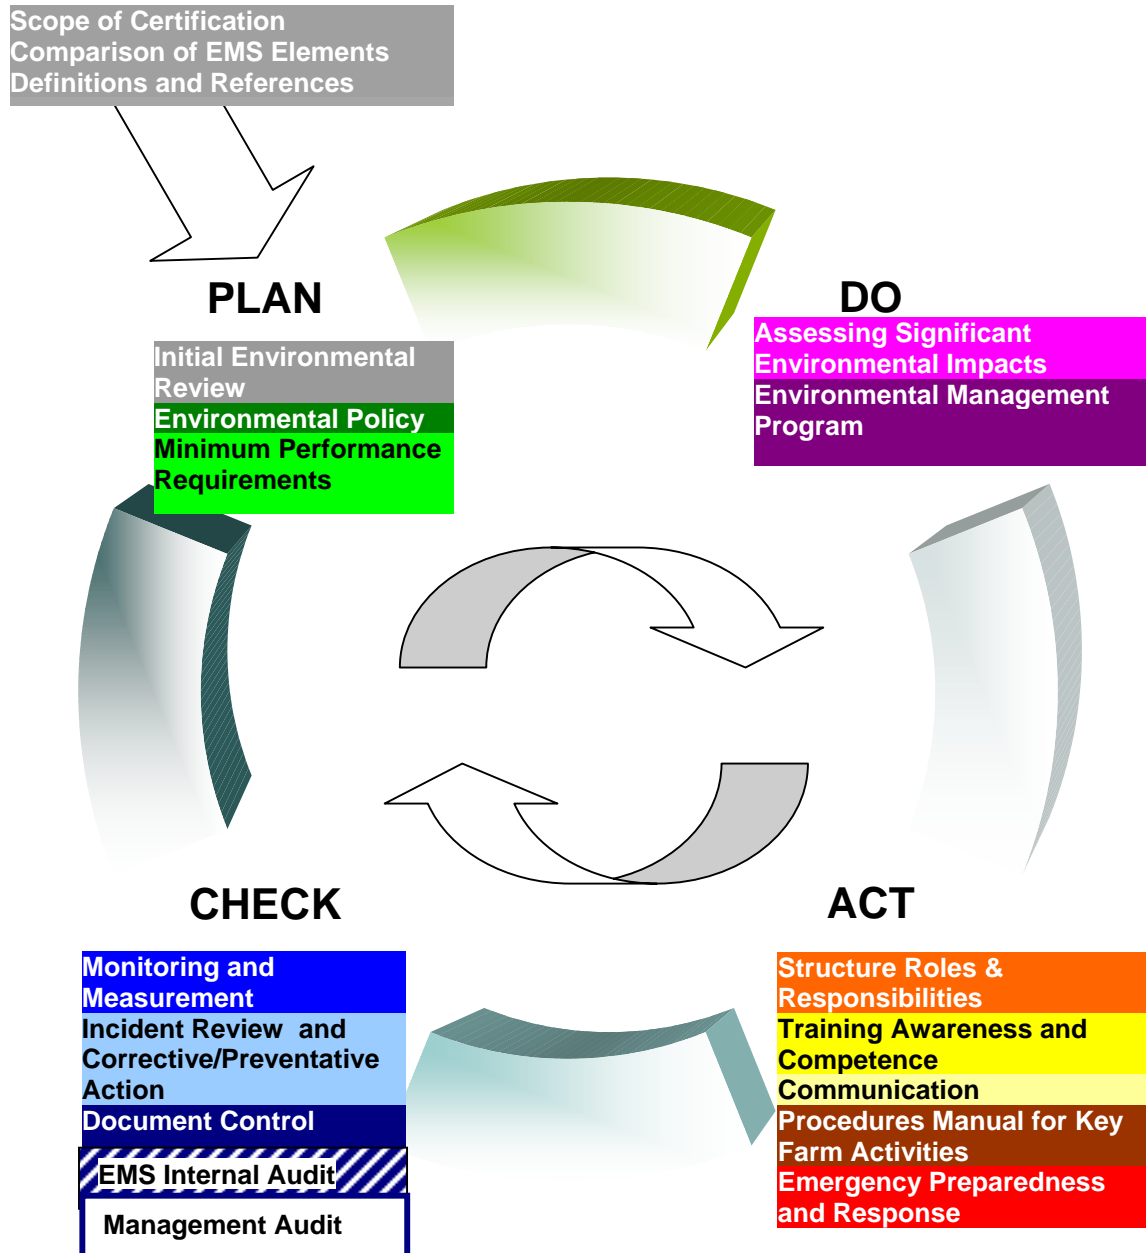 Scope of Certification
Comparison of EMS Elements
Definitions and References
PLAN
Initial Environmental
Review
Environmental Policy
Minimum Performance
Requirements
DO
Assessing Significant
Environmental Impacts
Environmental Management
Program
CHECK
Monitoring and
Measurement
Incident Review and
Corrective/Preventative
Action
Document Control
EMS Internal Audit
Management Audit
ACT
Structure Roles &
Responsibilities
Training Awareness and
Competence
Communication
Procedures Manual for Key
Farm Activities
Emergency Preparedness
and Response